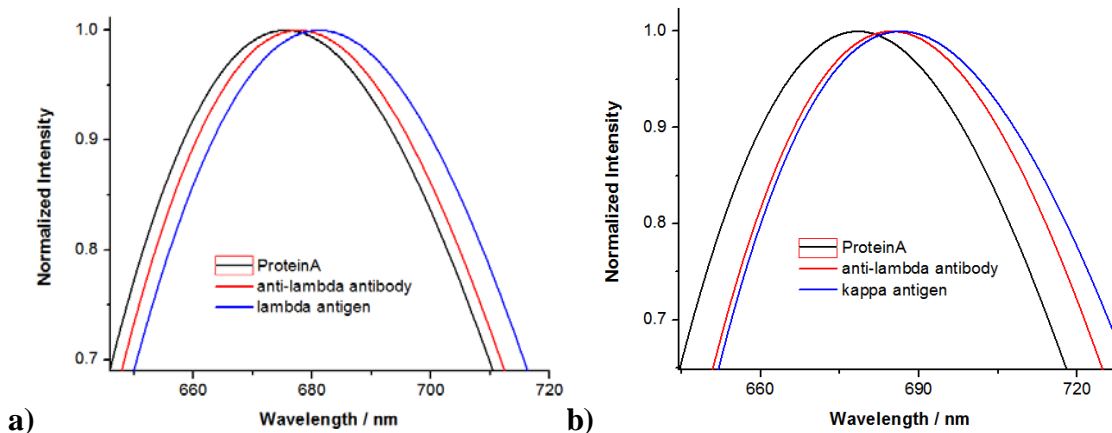 1.0
0.9
0.8
0.7
Normalized Intensity
ProteinA
anti-lambda antibody
lambda antigen
660
680
700
720
Wavelength / nm
a)
1.0
0.9
0.8
0.7
Normalized Intensity
ProteinA
anti-lambda antibody
kappa antigen
660
690
720
Wavelength / nm
b)